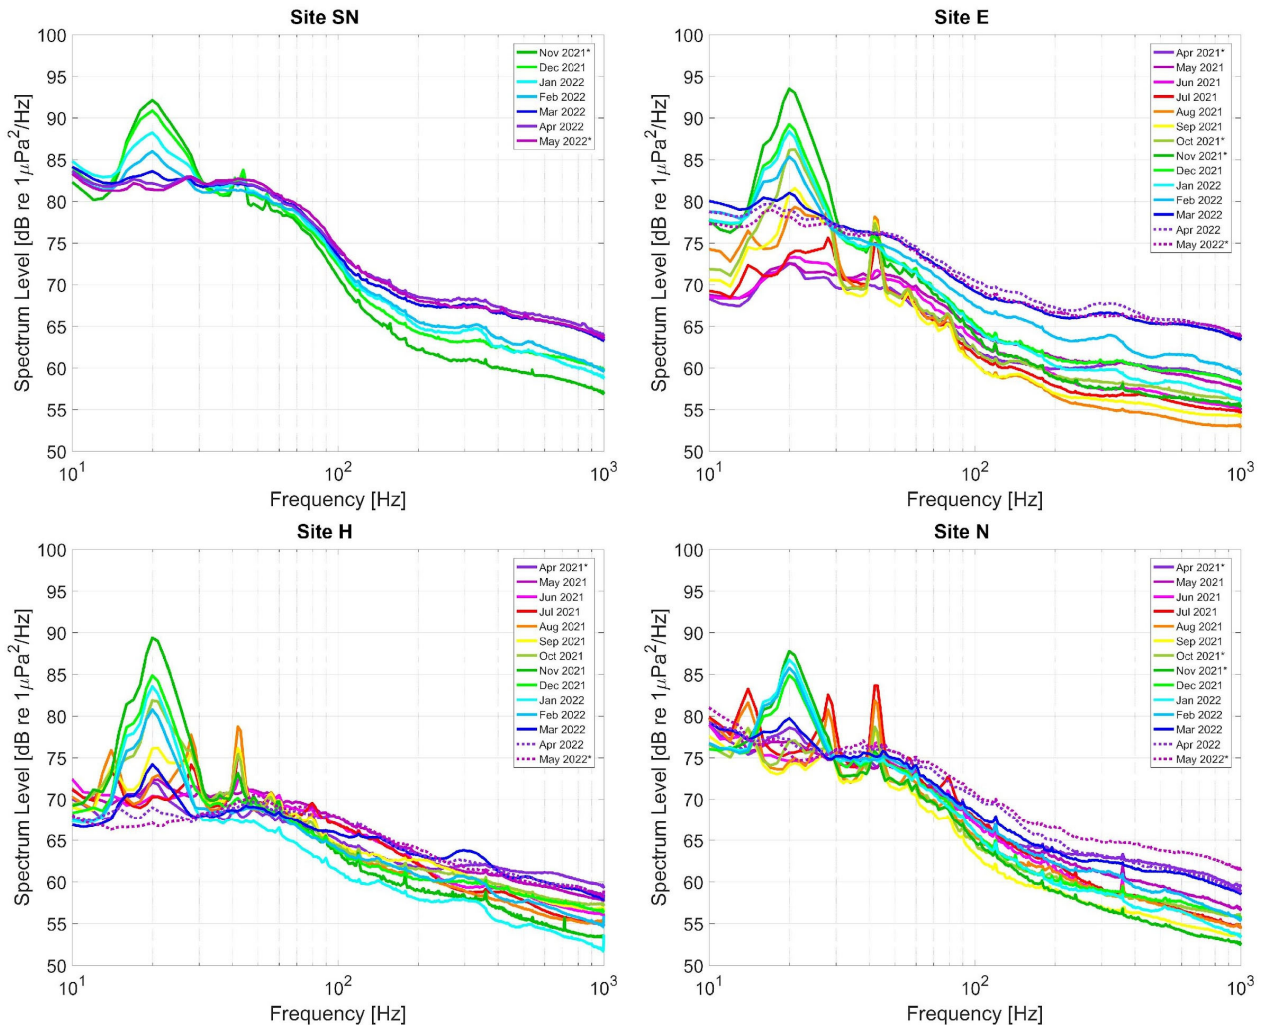 Site SN
100
95
90
85
80
75
70
65
60
55
50
Spectrum Level [dB re 1μPa²/Hz]
10¹
10²
10³
Frequency [Hz]
Nov 2021*
Dec 2021
Jan 2022
Feb 2022
Mar 2022
Apr 2022
May 2022*
Site E
100
95
90
85
80
75
70
65
60
55
50
Spectrum Level [dB re 1μPa²/Hz]
10¹
10²
10³
Frequency [Hz]
Apr 2021*
May 2021
Jun 2021
Jul 2021
Aug 2021
Sep 2021
Oct 2021*
Nov 2021*
Dec 2021
Jan 2022
Feb 2022
Mar 2022
Apr 2022
May 2022*
Site H
100
95
90
85
80
75
70
65
60
55
50
Spectrum Level [dB re 1μPa²/Hz]
10¹
10²
10³
Frequency [Hz]
Apr 2021*
May 2021
Jun 2021
Jul 2021
Aug 2021
Sep 2021
Oct 2021
Nov 2021
Dec 2021
Jan 2022
Feb 2022
Mar 2022
Apr 2022
May 2022*
Site N
100
95
90
85
80
75
70
65
60
55
50
Spectrum Level [dB re 1μPa²/Hz]
10¹
10²
10³
Frequency [Hz]
Apr 2021*
May 2021
Jun 2021
Jul 2021
Aug 2021
Sep 2021
Oct 2021*
Nov 2021*
Dec 2021
Jan 2022
Feb 2022
Mar 2022
Apr 2022
May 2022*